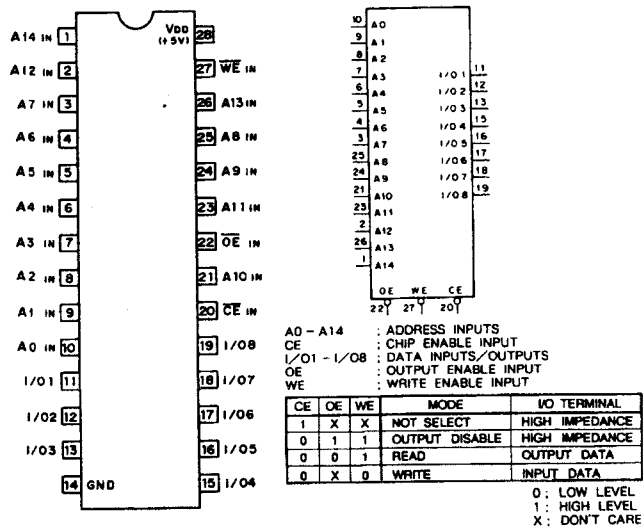 A14 IN 1
A12 IN 2
A7 IN 3
A6 IN 4
A5 IN 5
A4 IN 6
A3 IN 7
A2 IN 8
A1 IN 9
A0 IN 10
I/O1 11
I/O2 12
I/O3 13
14 GND
VDD 28
(+5V)
27 WE IN
26 A13 IN
25 A8 IN
24 A9 IN
23 A11 IN
22 OE IN
21 A10 IN
20 CE IN
19 I/O8
18 I/O7
17 I/O6
16 I/O5
15 I/O4
10 A0
9 A1
8 A2
7 A3
6 A4
5 A5
4 A6
3 A7
25 A8
24 A9
21 A10
23 A11
2 A12
26 A13
1 A14
I/O1 11
I/O2 12
I/O3 13
I/O4 15
I/O5 16
I/O6 17
I/O7 18
I/O8 19
OE WE CE
22 27 20
A0 - A14 : ADDRESS INPUTS
CE : CHIP ENABLE INPUT
I/O1 - I/O8 : DATA INPUTS/OUTPUTS
OE : OUTPUT ENABLE INPUT
WE : WRITE ENABLE INPUT
CE OE WE MODE I/O TERMINAL
1 X X NOT SELECT HIGH IMPEDANCE
0 1 1 OUTPUT DISABLE HIGH IMPEDANCE
0 0 1 READ OUTPUT DATA
0 X 0 WRITE INPUT DATA
0 ; LOW LEVEL
1 ; HIGH LEVEL
X ; DON'T CARE